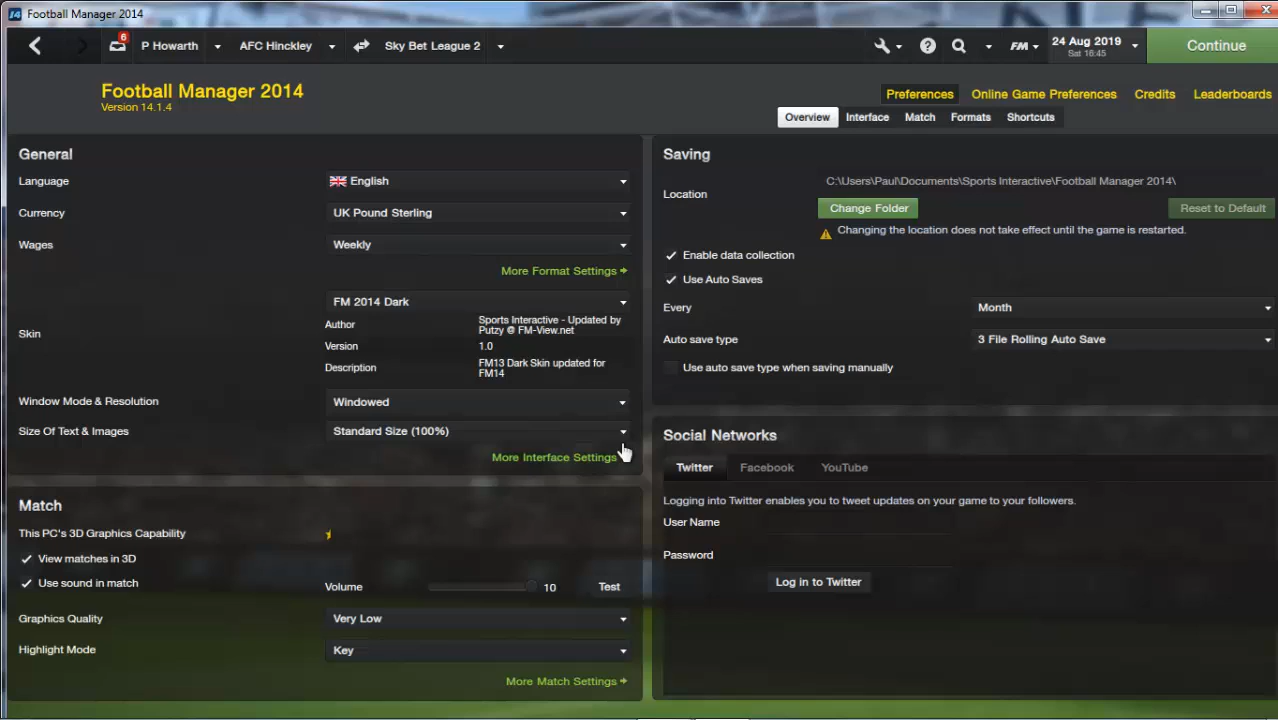 14 Football Manager 2014
6
P Howarth
AFC Hinckley
Sky Bet League 2
FM
24 Aug 2019
Sat 16:45
Continue
Football Manager 2014
Version 14.1.4
Preferences
Online Game Preferences
Credits
Leaderboards
Overview
Interface
Match
Formats
Shortcuts
General
Language
English
Currency
UK Pound Sterling
Wages
Weekly
More Format Settings
Skin
FM 2014 Dark
Author
Sports Interactive - Updated by
Putzy @ FM-View.net
Version
1.0
Description
FM13 Dark Skin updated for
FM14
Window Mode & Resolution
Windowed
Size Of Text & Images
Standard Size (100%)
More Interface Settings
Match
This PC's 3D Graphics Capability
View matches in 3D
Use sound in match
Volume
10
Test
Graphics Quality
Very Low
Highlight Mode
Key
More Match Settings
Saving
Location
C:\Users\Paul\Documents\Sports Interactive\Football Manager 2014\
Change Folder
Reset to Default
Changing the location does not take effect until the game is restarted.
Enable data collection
Use Auto Saves
Every
Month
Auto save type
3 File Rolling Auto Save
Use auto save type when saving manually
Social Networks
Twitter
Facebook
YouTube
Logging into Twitter enables you to tweet updates on your game to your followers.
User Name
Password
Log in to Twitter